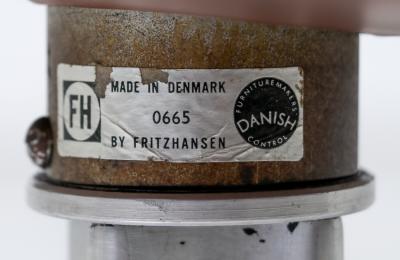 FH
MADE IN DENMARK
0665
BY FRITZHANSEN
FURNITUREMAKERS
DANISH
CONTROL